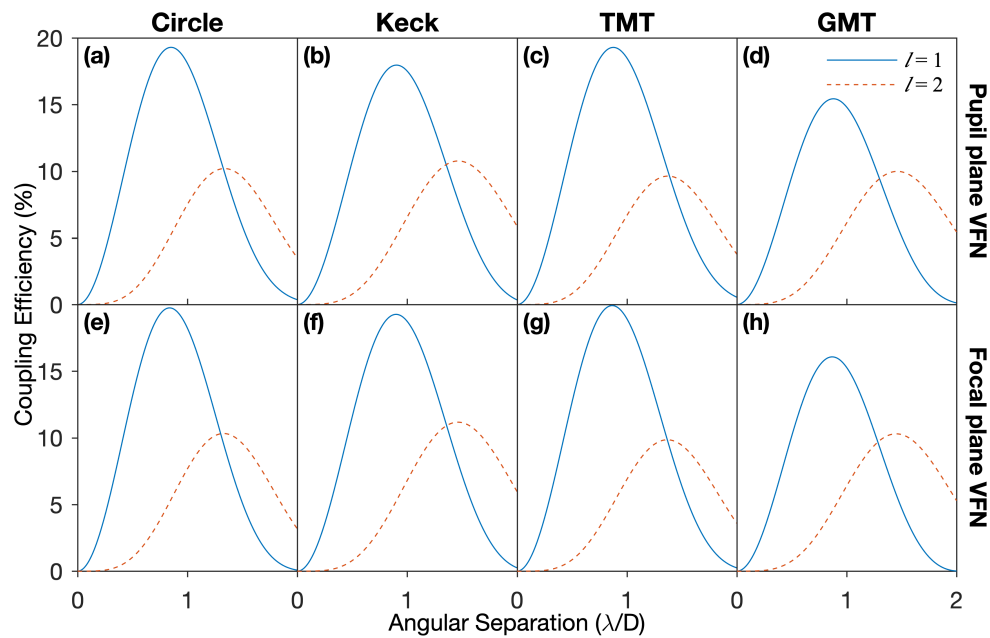 Circle Keck TMT GMT
20 (a) (b) (c) (d) l = 1
l = 2
15
10
5
0
Pupil plane VFN
Coupling Efficiency (%)
(e) (f) (g) (h)
15
10
5
0
Focal plane VFN
0 1 0 1 0 1 0 1 2
Angular Separation (λ/D)